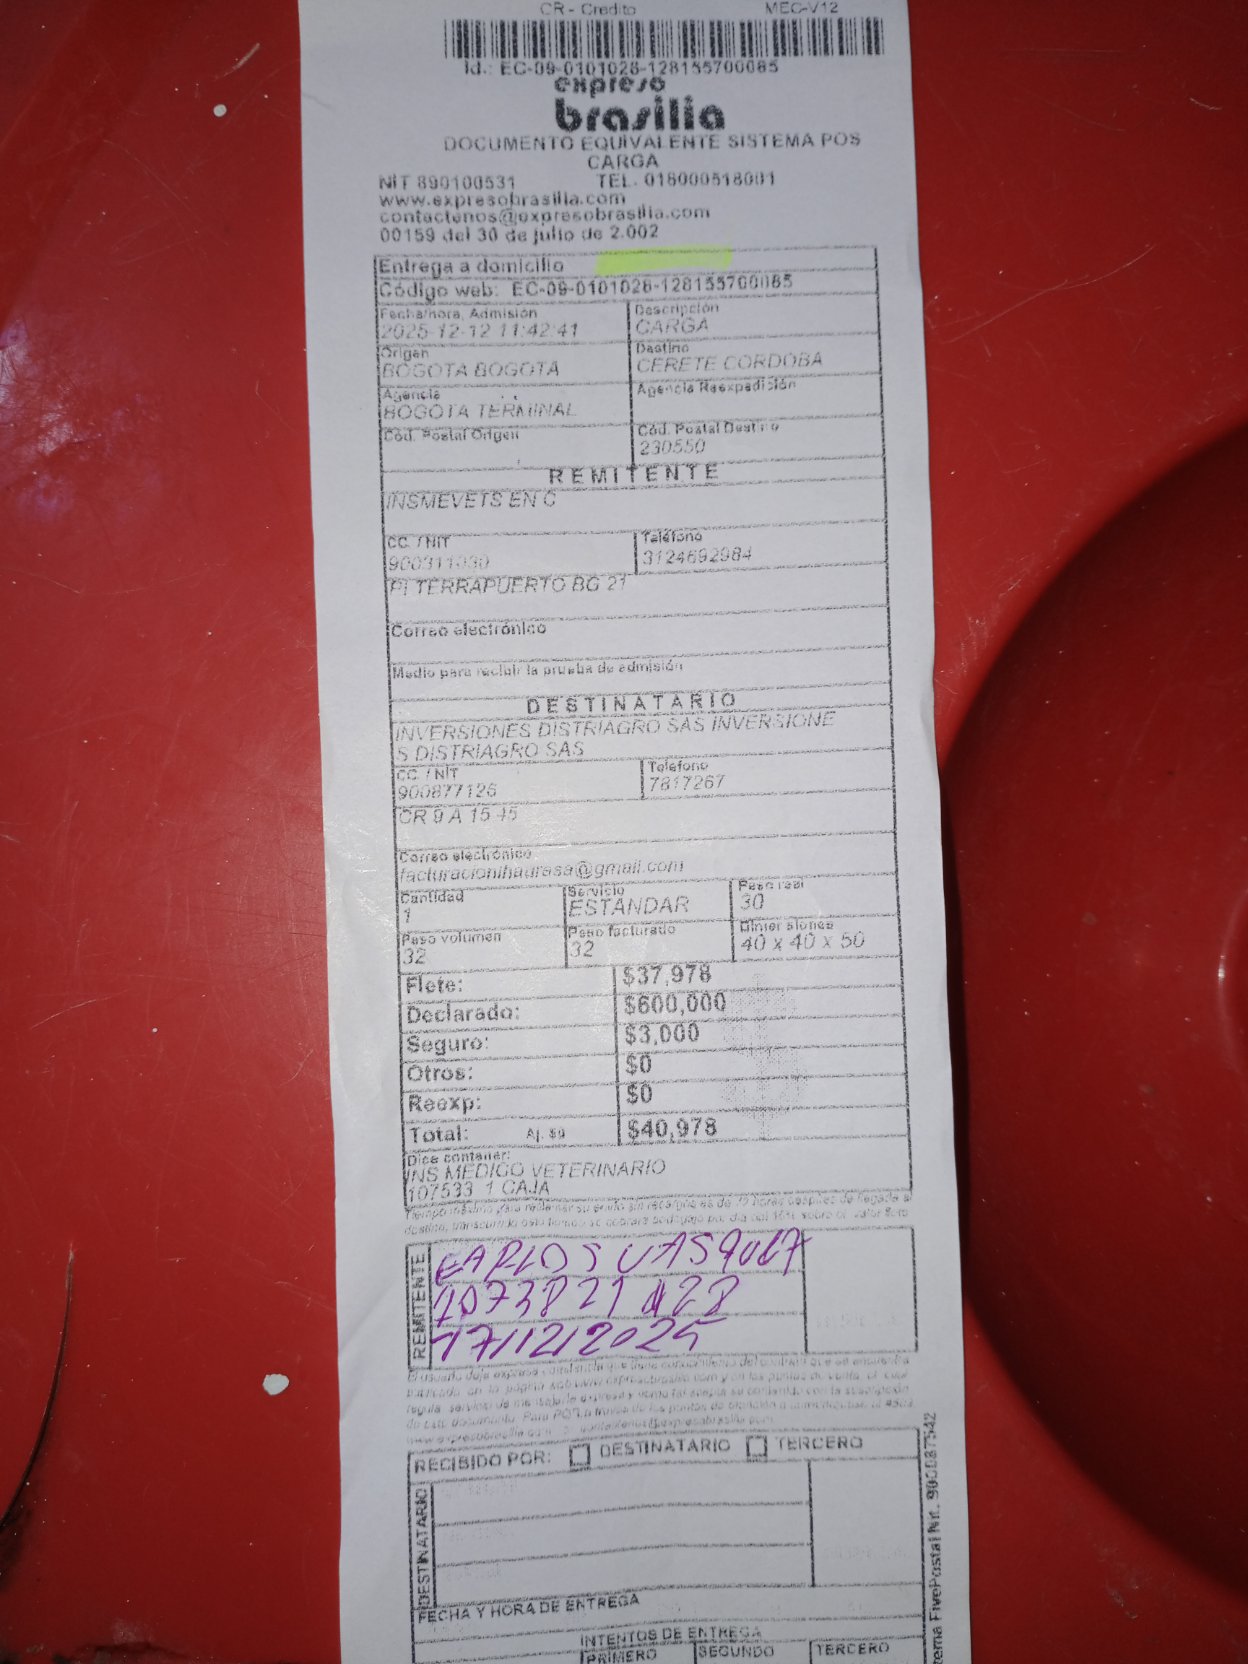 CR - Credito MEC-V12
Id.: EC-09-0101028-128155700085
expreso
brasilia
DOCUMENTO EQUIVALENTE SISTEMA POS
CARGA
NIT 890100531 TEL. 018000518001
www.expresobrasilia.com
contactenos@expresobrasilia.com
00159 del 30 de julio de 2.002
Entrega a domicilio
Código web: EC-09-0101028-128155700085
Fecha/hora, Admisión Descripción
2025-12-12 11:42:41 CARGA
Origen Destino
BOGOTA BOGOTA CERETE CORDOBA
Agencia Agencia Reexpedición
BOGOTA TERMINAL
Cód. Postal Origen Cód. Postal Destino
230550
REMITENTE
INSMEVETS EN C
CC. / NIT Teléfono
900311030 3124692984
PI TERRAPUERTO BG 21
Correo electrónico
Medio para recibir la prueba de admisión
DESTINATARIO
INVERSIONES DISTRIAGRO SAS INVERSIONE
S DISTRIAGRO SAS
CC. / NIT Teléfono
900877126 7817267
CR 9 A 15 45
Correo electrónico
Cantidad Servicio Peso real
1 ESTANDAR 30
Peso volumen Peso facturado Dimensiones
32 32 40 x 40 x 50
Flete: $37,978
Declarado: $600,000
Seguro: $3,000
Otros: $0
Reexp: $0
Total: Aj. $0 $40,978
Dice contener:
INS MEDICO VETERINARIO
107533 1 CAJA
REMITENTE
CARLOS
17/12/2025
RECIBIDO POR: DESTINATARIO TERCERO
DESTINATARIO
FECHA Y HORA DE ENTREGA
INTENTOS DE ENTREGA
PRIMERO SEGUNDO TERCERO
FivePostal Nit. 900087542